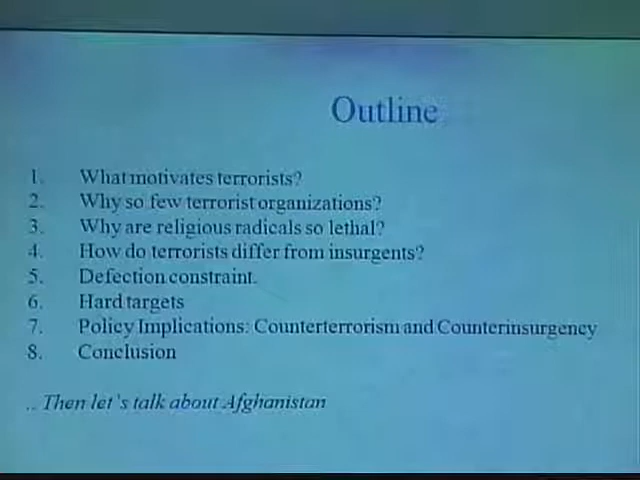 Outline
1. What motivates terrorists?
2. Why so few terrorist organizations?
3. Why are religious radicals so lethal?
4. How do terrorists differ from insurgents?
5. Defection constraint.
6. Hard targets
7. Policy Implications: Counterterrorism and Counterinsurgency
8. Conclusion
.. Then let's talk about Afghanistan